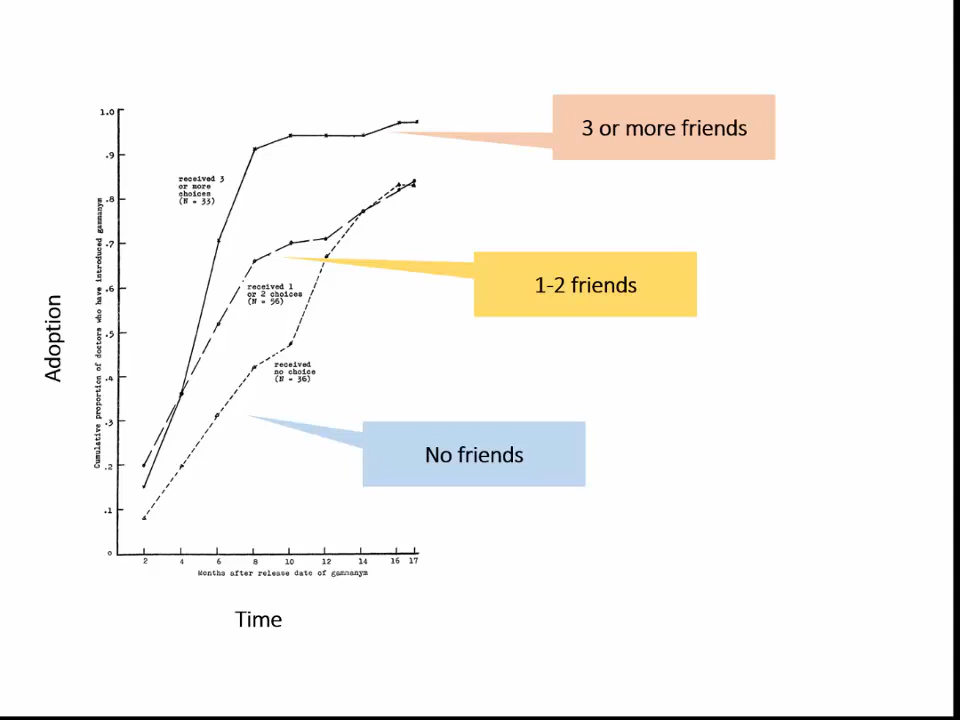 3 or more friends
1.0
.9
.8
.7
.6
.5
.4
.3
.2
.1
0
received 3
or more
choices
(N = 33)
1-2 friends
received 1
or 2 choices
(N = 56)
received
no choice
(N = 36)
No friends
Adoption
Cumulative proportion of doctors who have introduced gammanym
2 4 6 8 10 12 14 16 17
Months after release date of gammanym
Time